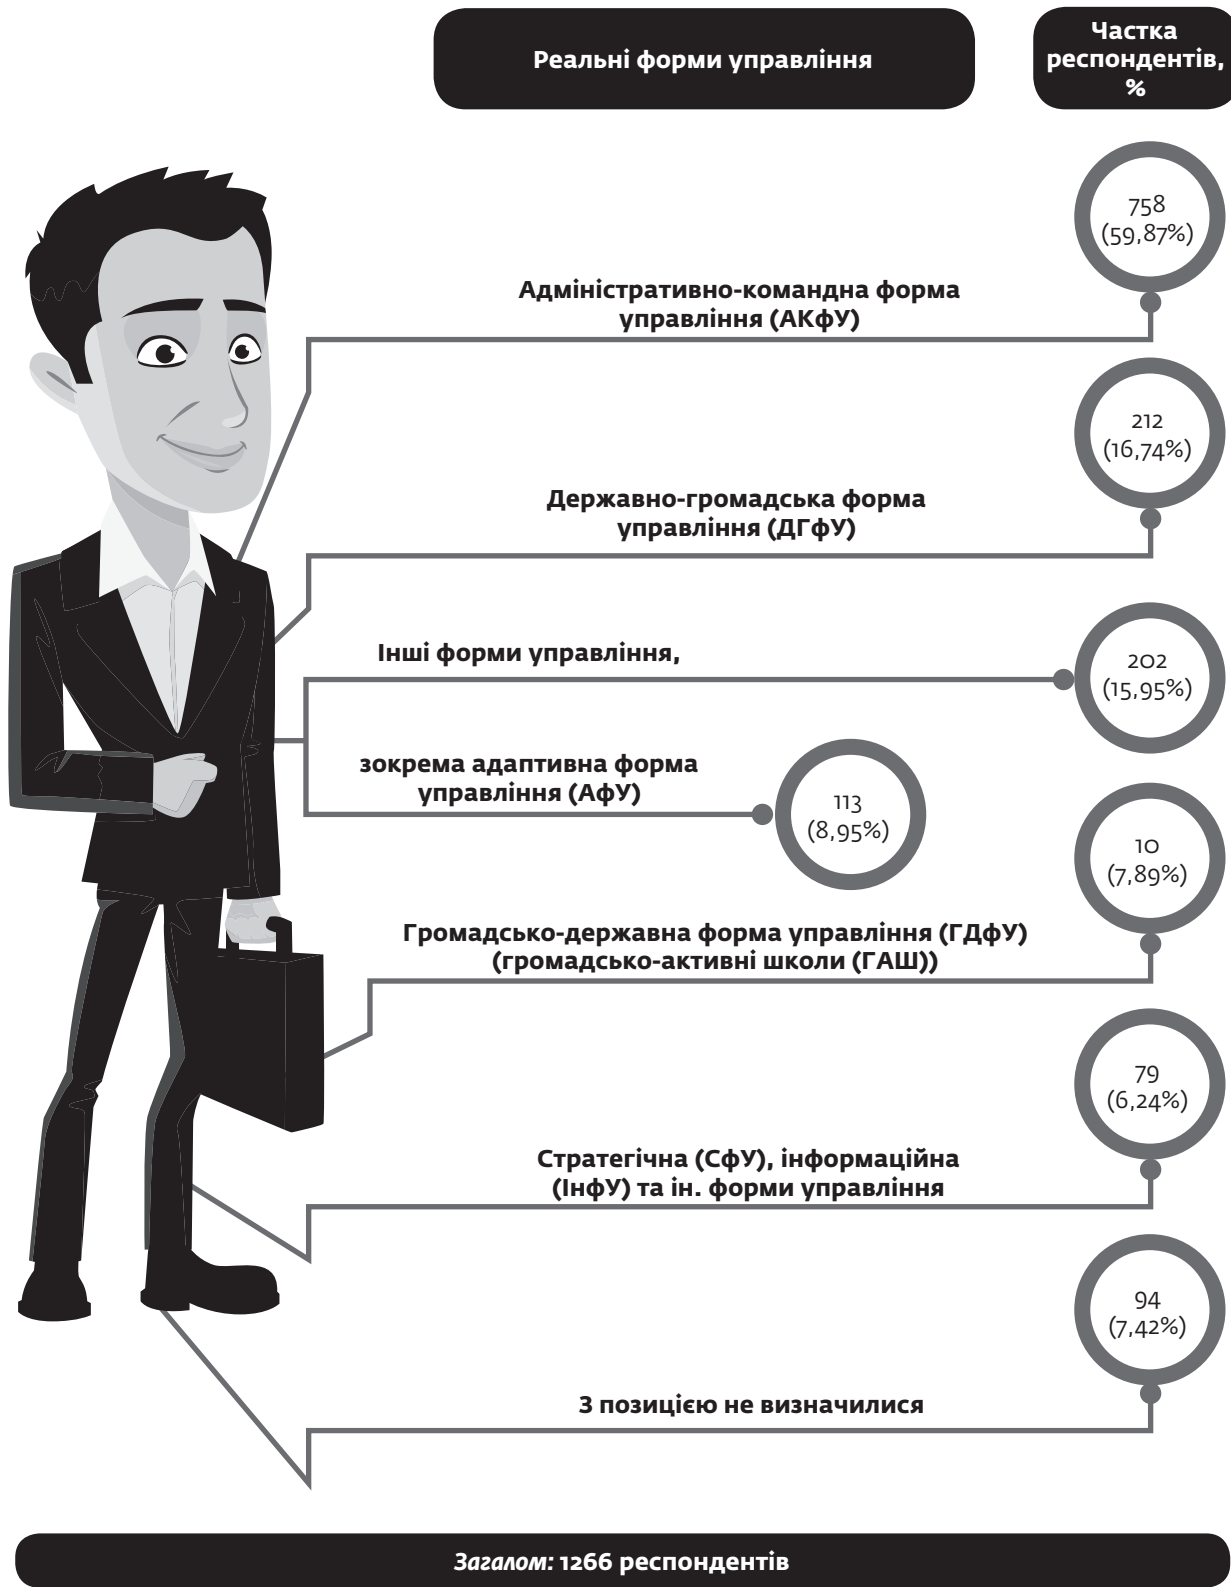 Реальні форми управління
Частка
респондентів,
%
758
(59,87%)
Адміністративно-командна форма
управління (АКфУ)
212
(16,74%)
Державно-громадська форма
управління (ДГфУ)
Інші форми управління,
202
(15,95%)
зокрема адаптивна форма
управління (АфУ)
113
(8,95%)
10
(7,89%)
Громадсько-державна форма управління (ГДфУ)
(громадсько-активні школи (ГАШ))
79
(6,24%)
Стратегічна (СфУ), інформаційна
(ІнфУ) та ін. форми управління
94
(7,42%)
З позицією не визначилися
Загалом: 1266 респондентів